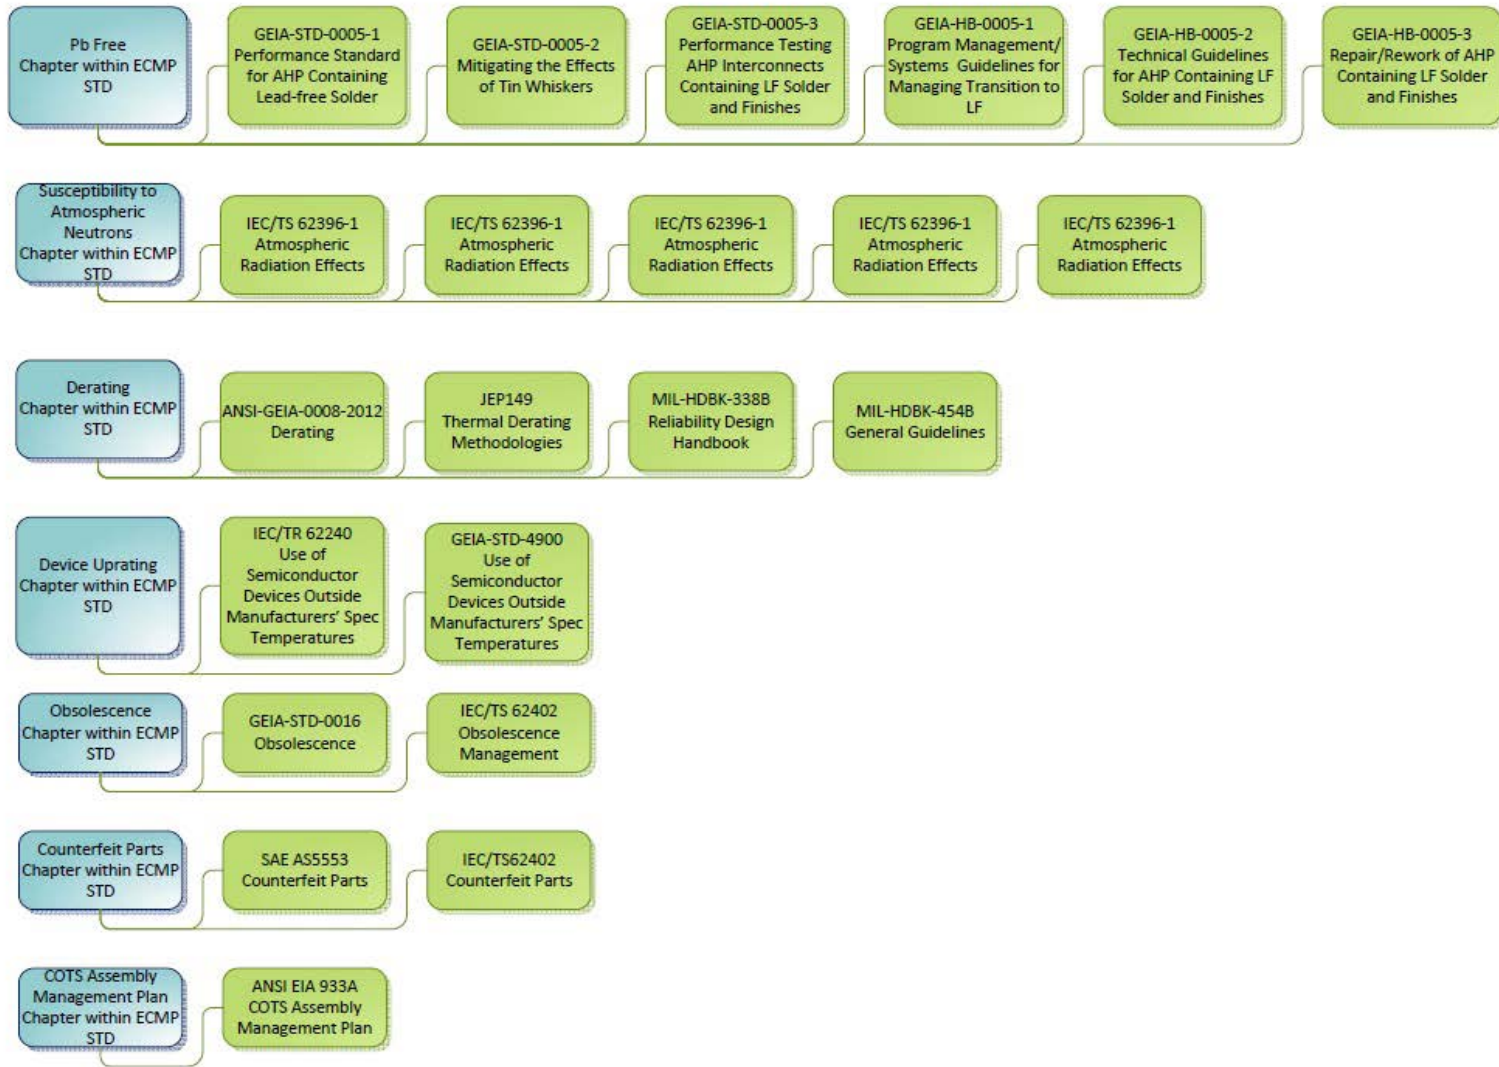 Pb Free
Chapter within ECMP
STD
GEIA-STD-0005-1
Performance Standard
for AHP Containing
Lead-free Solder
GEIA-STD-0005-2
Mitigating the Effects
of Tin Whiskers
GEIA-STD-0005-3
Performance Testing
AHP Interconnects
Containing LF Solder
and Finishes
GEIA-HB-0005-1
Program Management/
Systems Guidelines for
Managing Transition to
LF
GEIA-HB-0005-2
Technical Guidelines
for AHP Containing LF
Solder and Finishes
GEIA-HB-0005-3
Repair/Rework of AHP
Containing LF Solder
and Finishes
Susceptibility to
Atmospheric
Neutrons
Chapter within ECMP
STD
IEC/TS 62396-1
Atmospheric
Radiation Effects
IEC/TS 62396-1
Atmospheric
Radiation Effects
IEC/TS 62396-1
Atmospheric
Radiation Effects
IEC/TS 62396-1
Atmospheric
Radiation Effects
IEC/TS 62396-1
Atmospheric
Radiation Effects
Derating
Chapter within ECMP
STD
ANSI-GEIA-0008-2012
Derating
JEP149
Thermal Derating
Methodologies
MIL-HDBK-338B
Reliability Design
Handbook
MIL-HDBK-454B
General Guidelines
Device Uprating
Chapter within ECMP
STD
IEC/TR 62240
Use of
Semiconductor
Devices Outside
Manufacturers’ Spec
Temperatures
GEIA-STD-4900
Use of
Semiconductor
Devices Outside
Manufacturers’ Spec
Temperatures
Obsolescence
Chapter within ECMP
STD
GEIA-STD-0016
Obsolescence
IEC/TS 62402
Obsolescence
Management
Counterfeit Parts
Chapter within ECMP
STD
SAE AS5553
Counterfeit Parts
IEC/TS62402
Counterfeit Parts
COTS Assembly
Management Plan
Chapter within ECMP
STD
ANSI EIA 933A
COTS Assembly
Management Plan